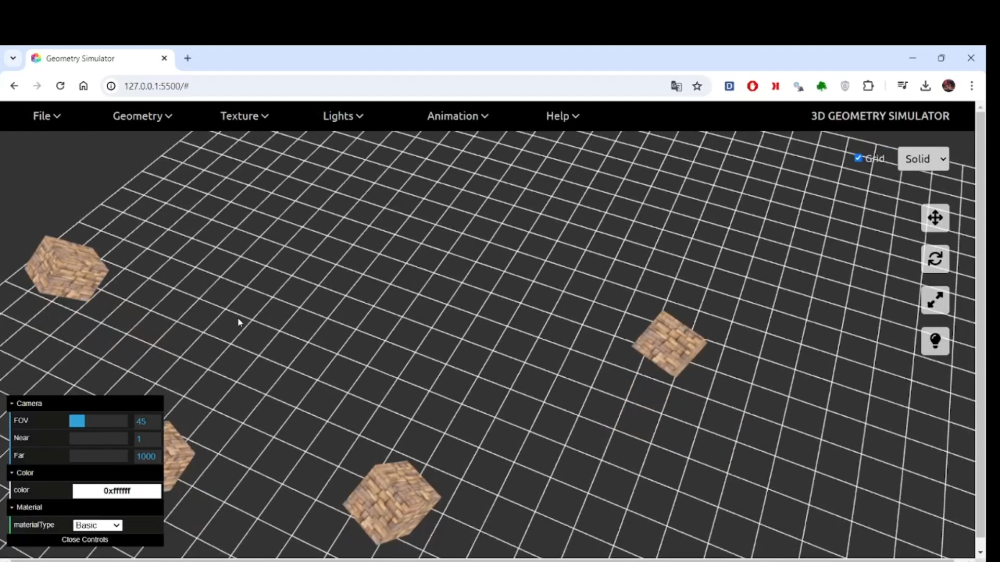 Geometry Simulator
127.0.0.1:5500/#
File Geometry Texture Lights Animation Help 3D GEOMETRY SIMULATOR
Grid Solid
Camera
FOV 45
Near 1
Far 1000
Color
color 0xffffff
Material
materialType Basic
Close Controls